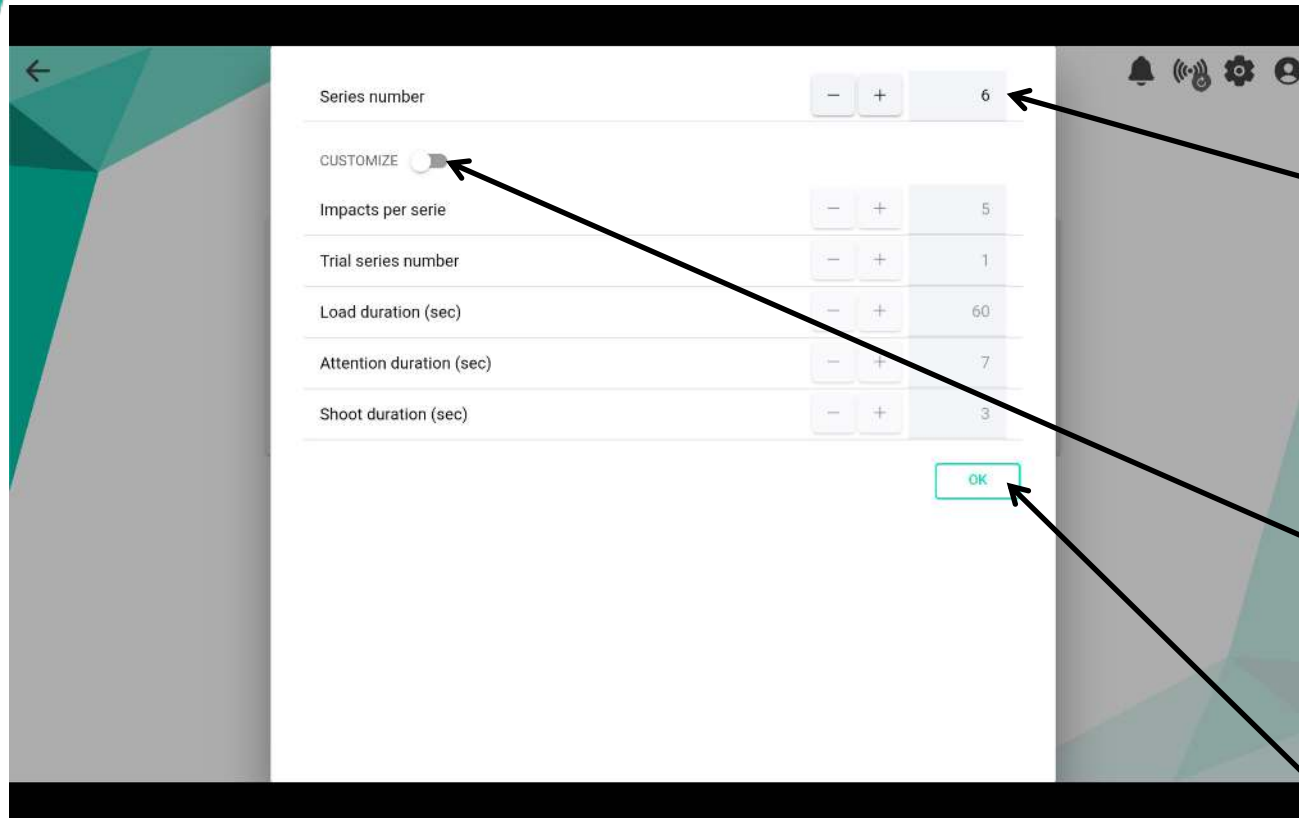 Series number - + 6
CUSTOMIZE
Impacts per serie - + 5
Trial series number - + 1
Load duration (sec) - + 60
Attention duration (sec) - + 7
Shoot duration (sec) - + 3
OK